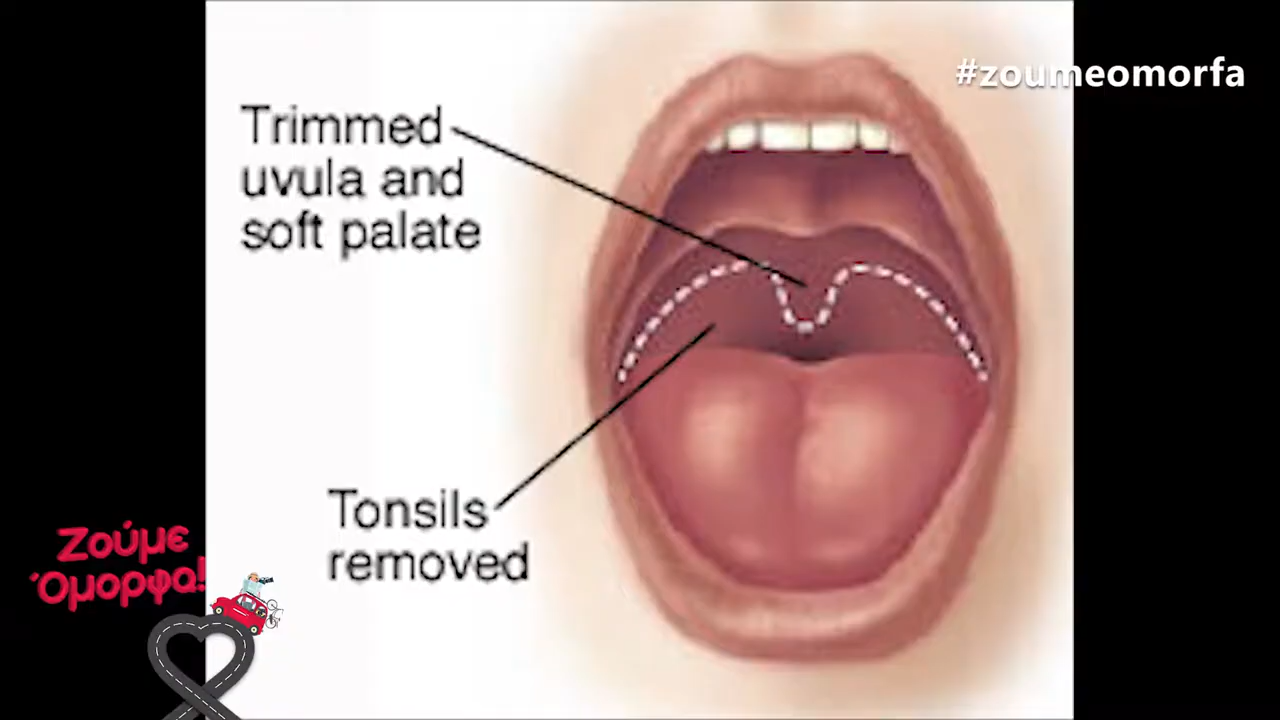 #zoumeomorfa
Trimmed
uvula and
soft palate
Tonsils
removed
Ζούμε
Όμορφα!